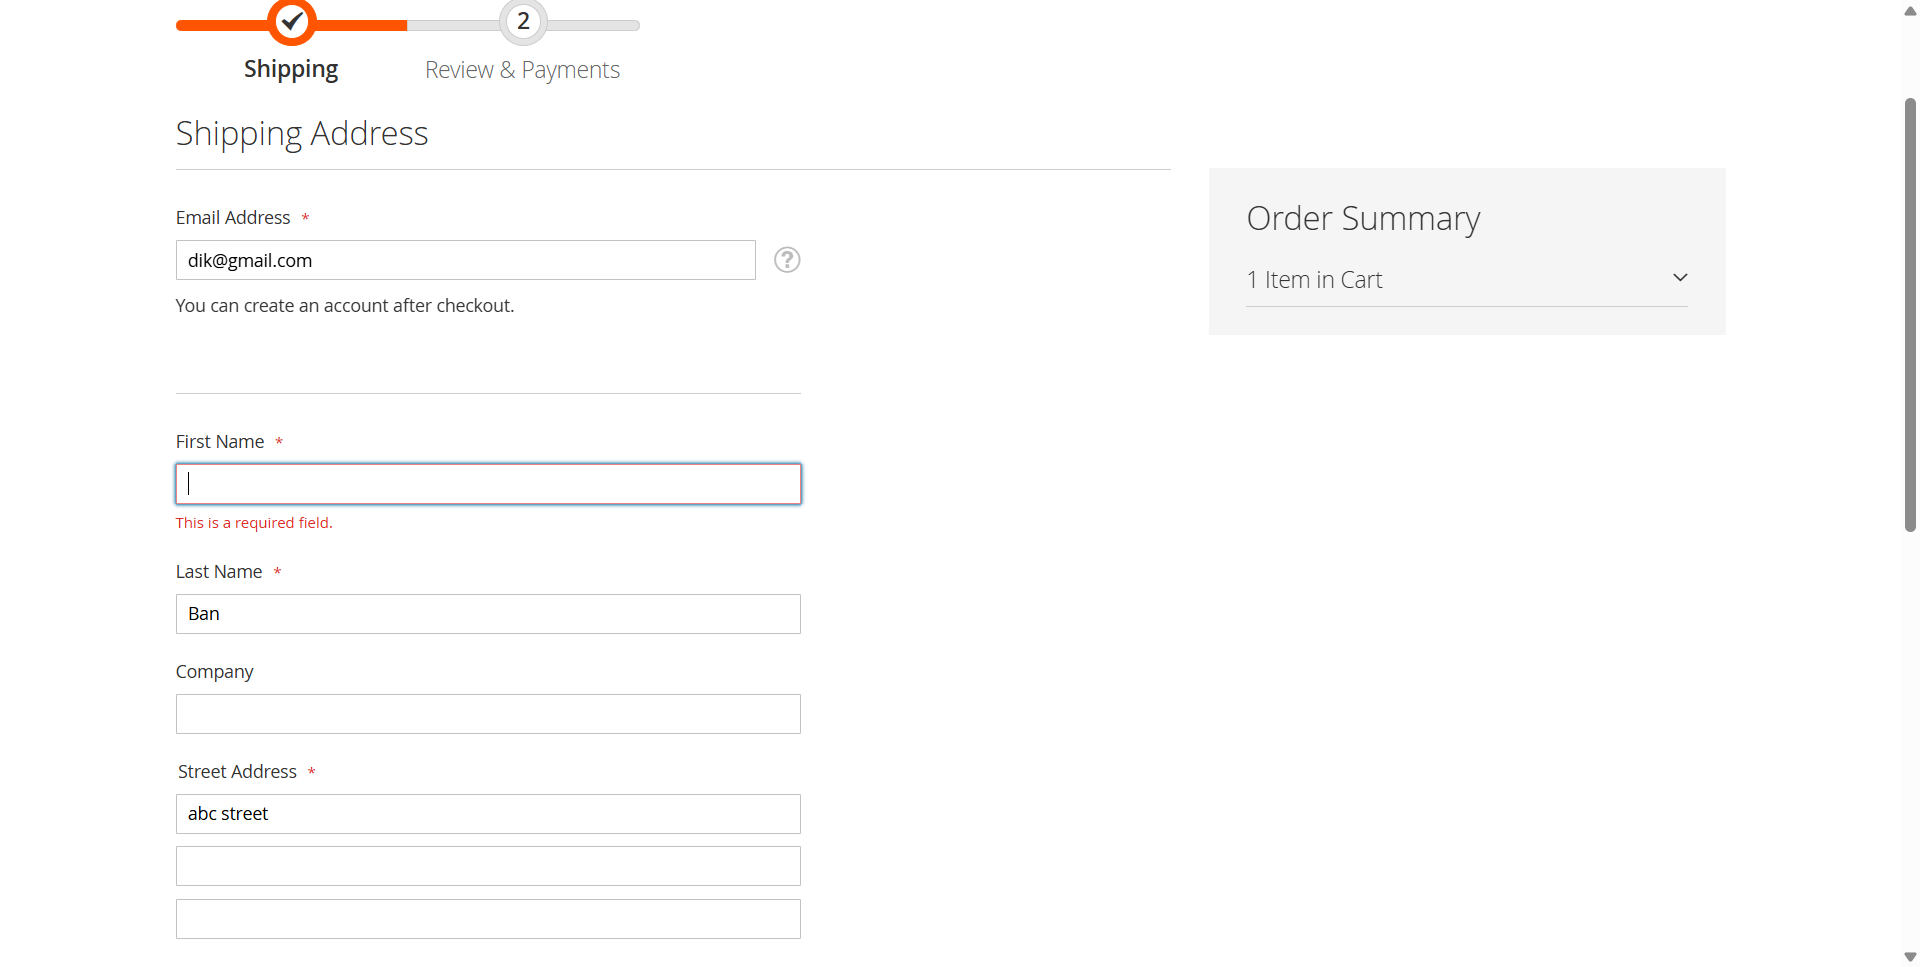 2
Shipping
Review & Payments
Shipping Address
Email Address *
dik@gmail.com
?
You can create an account after checkout.
First Name *
This is a required field.
Last Name *
Ban
Company
Street Address *
abc street
Order Summary
1 Item in Cart